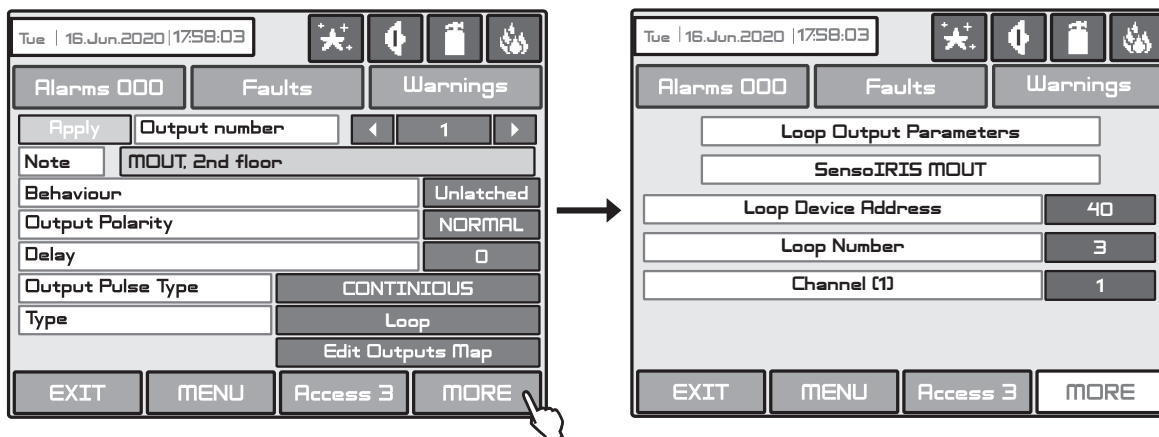 Tue | 16.Jun.2020 | 17:58:03
Alarms 000 Faults Warnings
Apply Output number 1
Note MOUT, 2nd floor
Behaviour Unlatched
Output Polarity NORMAL
Delay 0
Output Pulse Type CONTINIOUS
Type Loop
Edit Outputs Map
EXIT MENU Access 3 MORE
Tue | 16.Jun.2020 | 17:58:03
Alarms 000 Faults Warnings
Loop Output Parameters
SensoIRIS MOUT
Loop Device Address 40
Loop Number 3
Channel (1) 1
EXIT MENU Access 3 MORE